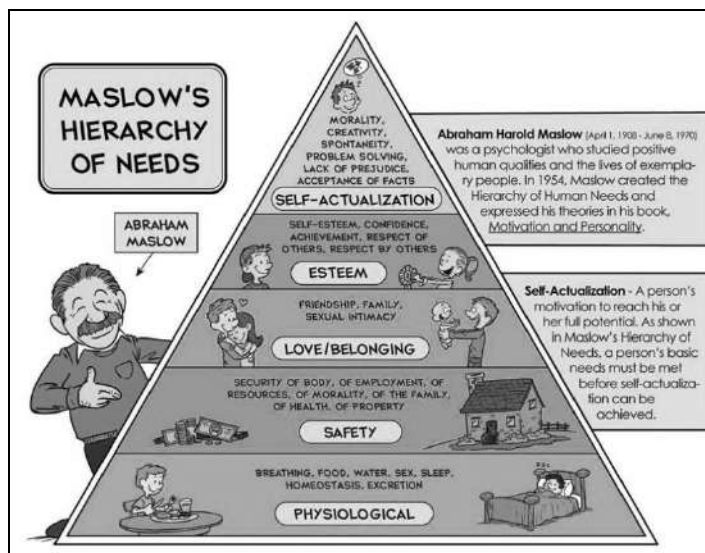 MASLOW'S
HIERARCHY
OF NEEDS
ABRAHAM
MASLOW
MORALITY,
CREATIVITY,
SPONTANEITY,
PROBLEM SOLVING,
LACK OF PREJUDICE,
ACCEPTANCE OF FACTS
SELF-ACTUALIZATION
SELF-ESTEEM, CONFIDENCE,
ACHIEVEMENT, RESPECT OF
OTHERS, RESPECT BY OTHERS
ESTEEM
FRIENDSHIP, FAMILY,
SEXUAL INTIMACY
LOVE/BELONGING
SECURITY OF BODY, OF EMPLOYMENT, OF
RESOURCES, OF MORALITY, OF THE FAMILY,
OF HEALTH, OF PROPERTY
SAFETY
BREATHING, FOOD, WATER, SEX, SLEEP,
HOMEOSTASIS, EXCRETION
PHYSIOLOGICAL
Abraham Harold Maslow (April 1, 1908 - June 8, 1970)
was a psychologist who studied positive
human qualities and the lives of exempla-
ry people. In 1954, Maslow created the
Hierarchy of Human Needs and
expressed his theories in his book,
Motivation and Personality.
Self-Actualization - A person's
motivation to reach his or
her full potential. As shown
in Maslow's Hierarchy of
Needs, a person's basic
needs must be met
before self-actualiza-
tion can be
achieved.